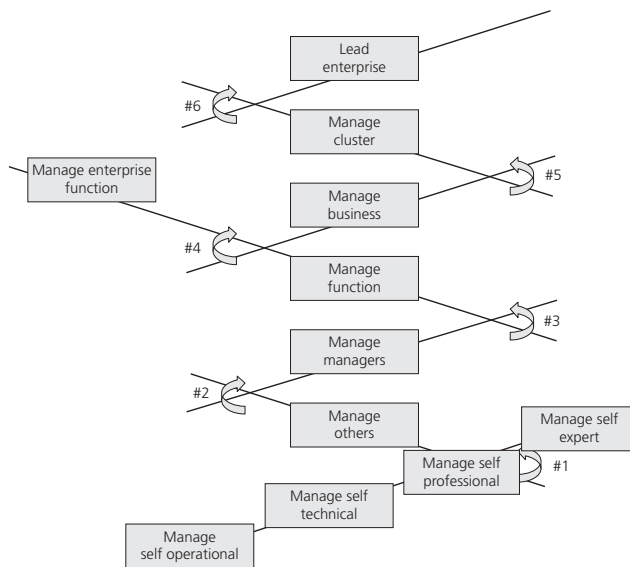 Lead
enterprise
#6
Manage
cluster
Manage enterprise
function
#5
Manage
business
#4
Manage
function
#3
Manage
managers
#2
Manage
others
Manage self
expert
Manage self
professional
#1
Manage self
technical
Manage
self operational